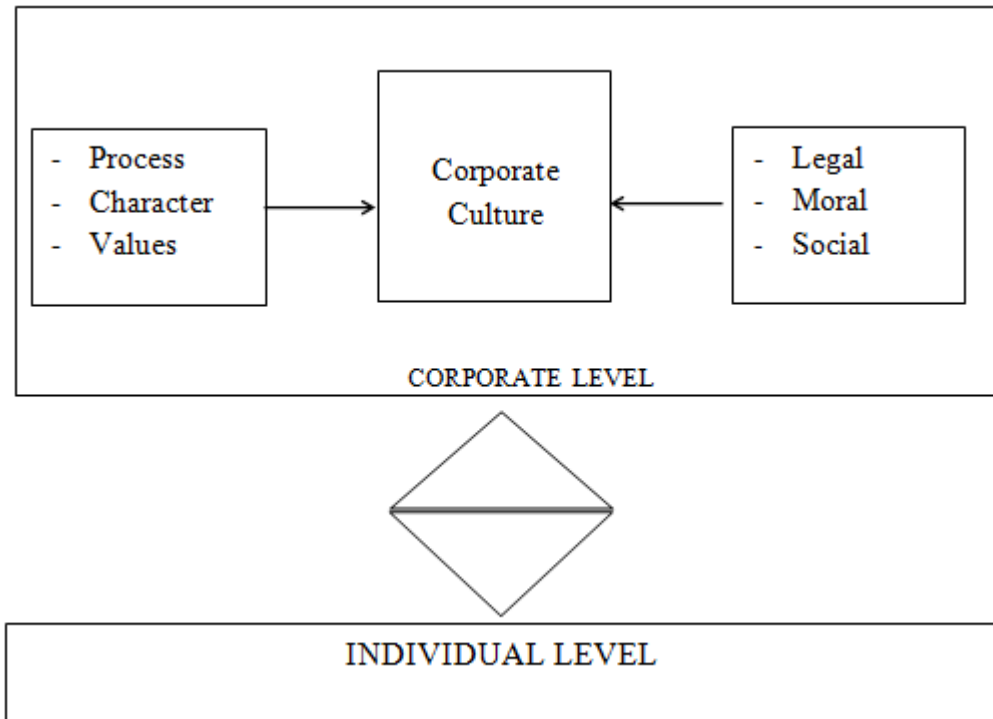 - Process
- Character
- Values
Corporate
Culture
- Legal
- Moral
- Social
CORPORATE LEVEL
INDIVIDUAL LEVEL